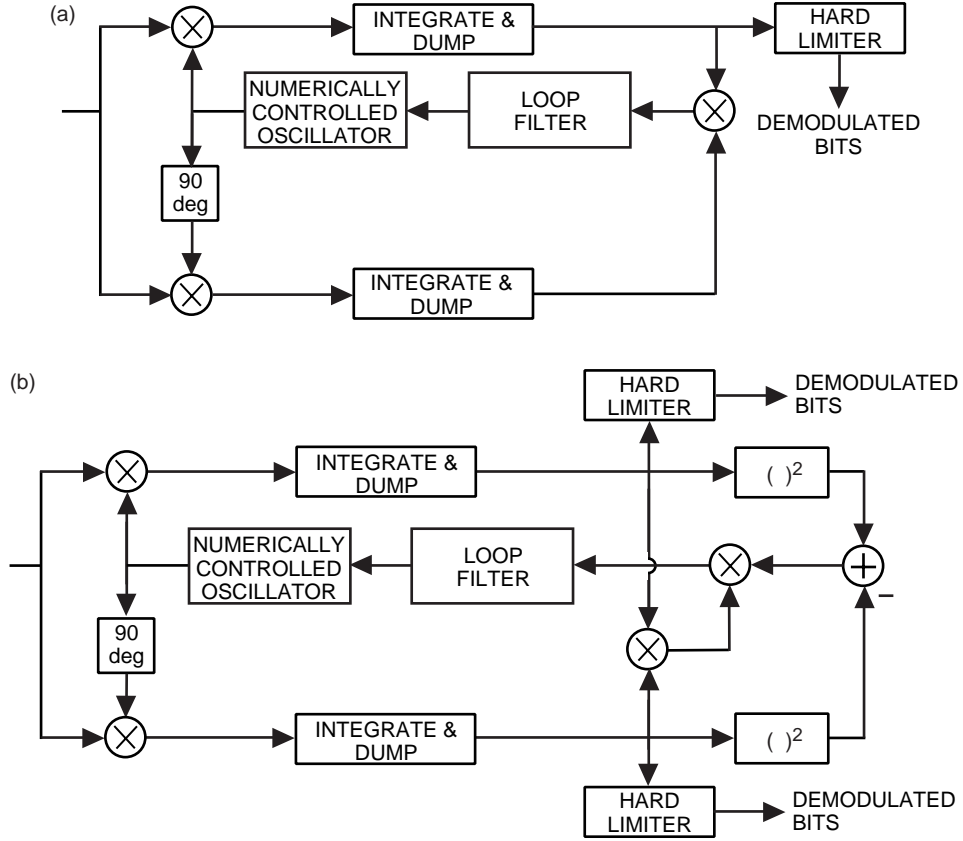 (a)
INTEGRATE &
DUMP
HARD
LIMITER
NUMERICALLY
CONTROLLED
OSCILLATOR
LOOP
FILTER
DEMODULATED
BITS
90
deg
INTEGRATE &
DUMP
(b)
HARD
LIMITER
DEMODULATED
BITS
INTEGRATE &
DUMP
( )²
NUMERICALLY
CONTROLLED
OSCILLATOR
LOOP
FILTER
90
deg
INTEGRATE &
DUMP
( )²
HARD
LIMITER
DEMODULATED
BITS